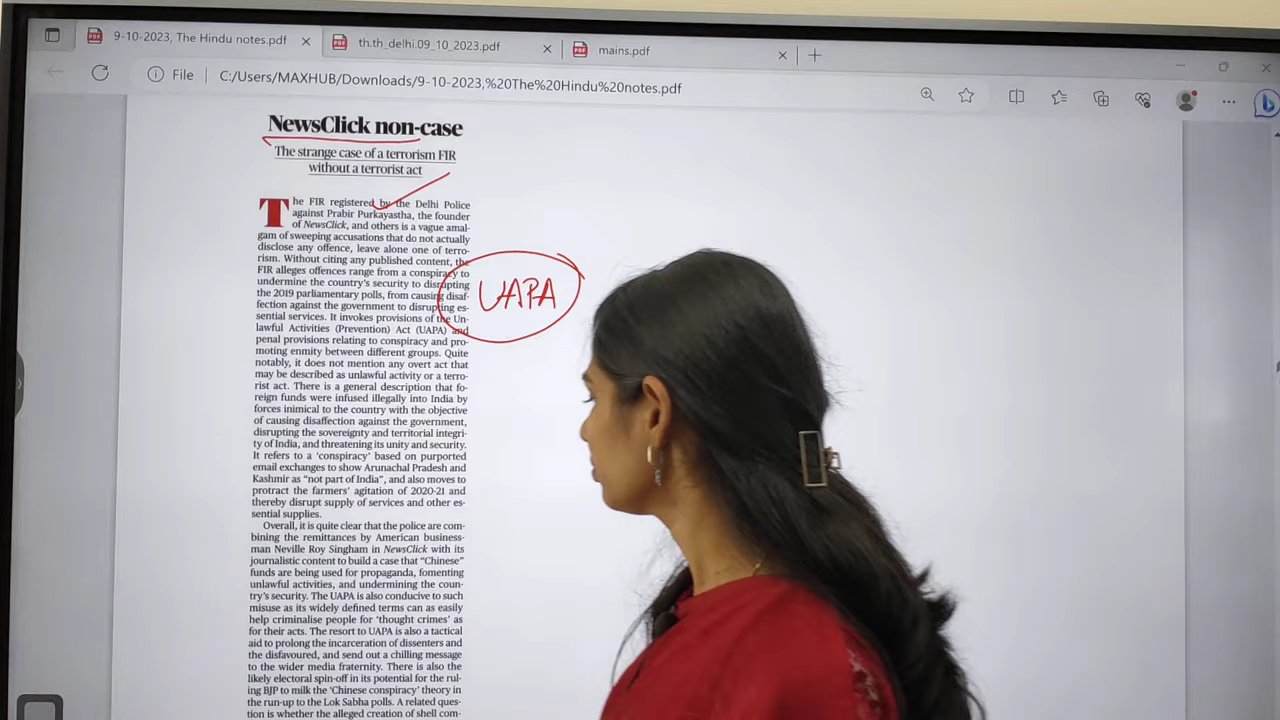 9-10-2023, The Hindu notes.pdf
th.th_delhi.09_10_2023.pdf
mains.pdf
File
C:/Users/MAXHUB/Downloads/9-10-2023,%20The%20Hindu%20notes.pdf
NewsClick non-case
The strange case of a terrorism FIR
without a terrorist act
The FIR registered by the Delhi Police
against Prabir Purkayastha, the founder
of NewsClick, and others is a vague amal-
gam of sweeping accusations that do not actually
disclose any offence, leave alone one of terro-
rism. Without citing any published content, the
FIR alleges offences range from a conspiracy to
undermine the country's security to disrupting
the 2019 parliamentary polls, from causing disaf-
fection against the government to disrupting es-
sential services. It invokes provisions of the Un-
lawful Activities (Prevention) Act (UAPA) and
penal provisions relating to conspiracy and pro-
moting enmity between different groups. Quite
notably, it does not mention any overt act that
may be described as unlawful activity or a terro-
rist act. There is a general description that fo-
reign funds were infused illegally into India by
forces inimical to the country with the objective
of causing disaffection against the government,
disrupting the sovereignty and territorial integri-
ty of India, and threatening its unity and security.
It refers to a 'conspiracy' based on purported
email exchanges to show Arunachal Pradesh and
Kashmir as "not part of India", and also moves to
protract the farmers' agitation of 2020-21 and
thereby disrupt supply of services and other es-
sential supplies.
Overall, it is quite clear that the police are com-
bining the remittances by American business-
man Neville Roy Singham in NewsClick with its
journalistic content to build a case that "Chinese"
funds are being used for propaganda, fomenting
unlawful activities, and undermining the coun-
try's security. The UAPA is also conducive to such
misuse as its widely defined terms can as easily
help criminalise people for 'thought crimes' as
for their acts. The resort to UAPA is also a tactical
aid to prolong the incarceration of dissenters and
the disfavoured, and send out a chilling message
to the wider media fraternity. There is also the
likely electoral spin-off in its potential for the rul-
ing BJP to milk the 'Chinese conspiracy' theory in
the run-up to the Lok Sabha polls. A related ques-
tion is whether the alleged creation of shell com-
UAPA